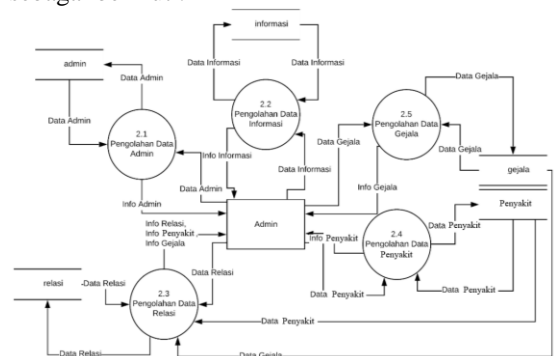 informasi
admin
Data Admin
Data Informasi
Data Informasi
Data Gejala
2.2
Pengolahan Data
Informasi
2.5
Pengolahan Data
Gejala
Data Admin
2.1
Pengolahan Data
Admin
Data Gejala
Data Gejala
Info Informasi
Data Informasi
gejala
Data Admin
Info Gejala
Penyakit
Info Admin
Admin
Info Relasi,
Info Penyakit,
Info Gejala
Info Penyakit
2.4
Pengolahan Data
Penyakit
Data Penyakit
Data Relasi
relasi
Data Relasi
2.3
Pengolahan Data
Relasi
Data Penyakit
Data Penyakit
Data Penyakit
Data Relasi
Data Gejala